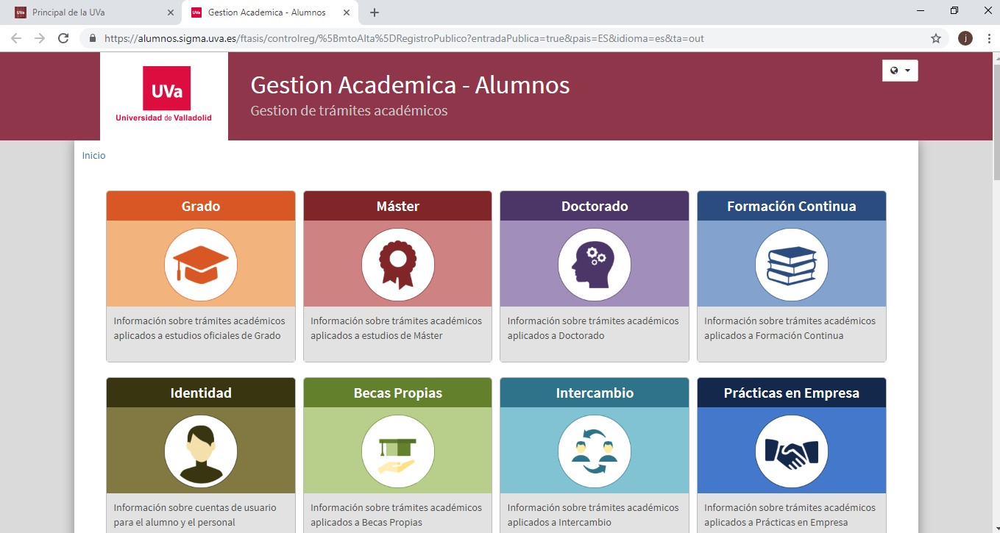 Principal de la UVa
Gestion Academica - Alumnos
https://alumnos.sigma.uva.es/ftasis/controlreg/%5BmtoAlta%5DRegistroPublico?entradaPublica=true&pais=ES&idioma=es&ta=out
j
UVa
Universidad de Valladolid
Gestion Academica - Alumnos
Gestion de trámites académicos
Inicio
Grado
Información sobre trámites académicos
aplicados a estudios oficiales de Grado
Máster
Información sobre trámites académicos
aplicados a estudios de Máster
Doctorado
Información sobre trámites académicos
aplicados a Doctorado
Formación Continua
Información sobre trámites académicos
aplicados a Formación Continua
Identidad
Información sobre cuentas de usuario
para el alumno y el personal
Becas Propias
Información sobre trámites académicos
aplicados a Becas Propias
Intercambio
Información sobre trámites académicos
aplicados a Intercambio
Prácticas en Empresa
Información sobre trámites académicos
aplicados a Prácticas en Empresa